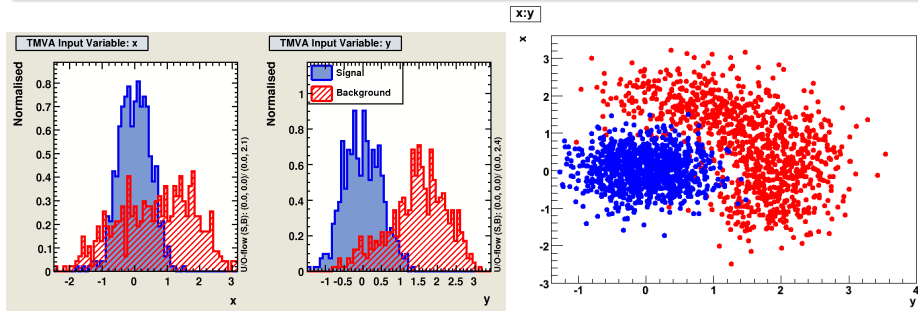 x:y
TMVA Input Variable: x
Normalised
0.8
0.7
0.6
0.5
0.4
0.3
0.2
0.1
0
-2 -1 0 1 2 3
x
U/O-flow (S,B): (0.0, 0.0)/ (0.0, 2.1)
TMVA Input Variable: y
Normalised
Signal
Background
1
0.8
0.6
0.4
0.2
0
-1 -0.5 0 0.5 1 1.5 2 2.5 3
y
U/O-flow (S,B): (0.0, 0.0)/ (0.0, 2.4)
x
3
2
1
0
-1
-2
-3
-1 0 1 2 3 4
y